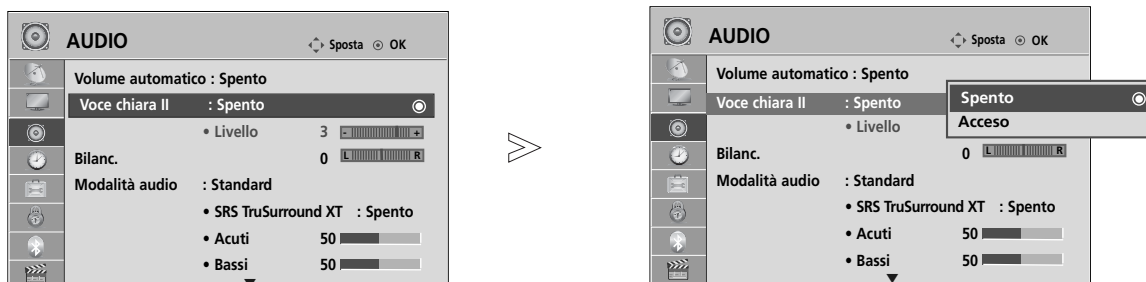 AUDIO
Sposta OK
Volume automatico : Spento
Voce chiara II : Spento
• Livello 3 - +
Bilanc. 0 L R
Modalità audio : Standard
• SRS TruSurround XT : Spento
• Acuti 50
• Bassi 50
AUDIO
Sposta OK
Volume automatico : Spento
Voce chiara II : Spento
Spento
Acceso
• Livello
Bilanc. 0 L R
Modalità audio : Standard
• SRS TruSurround XT : Spento
• Acuti 50
• Bassi 50